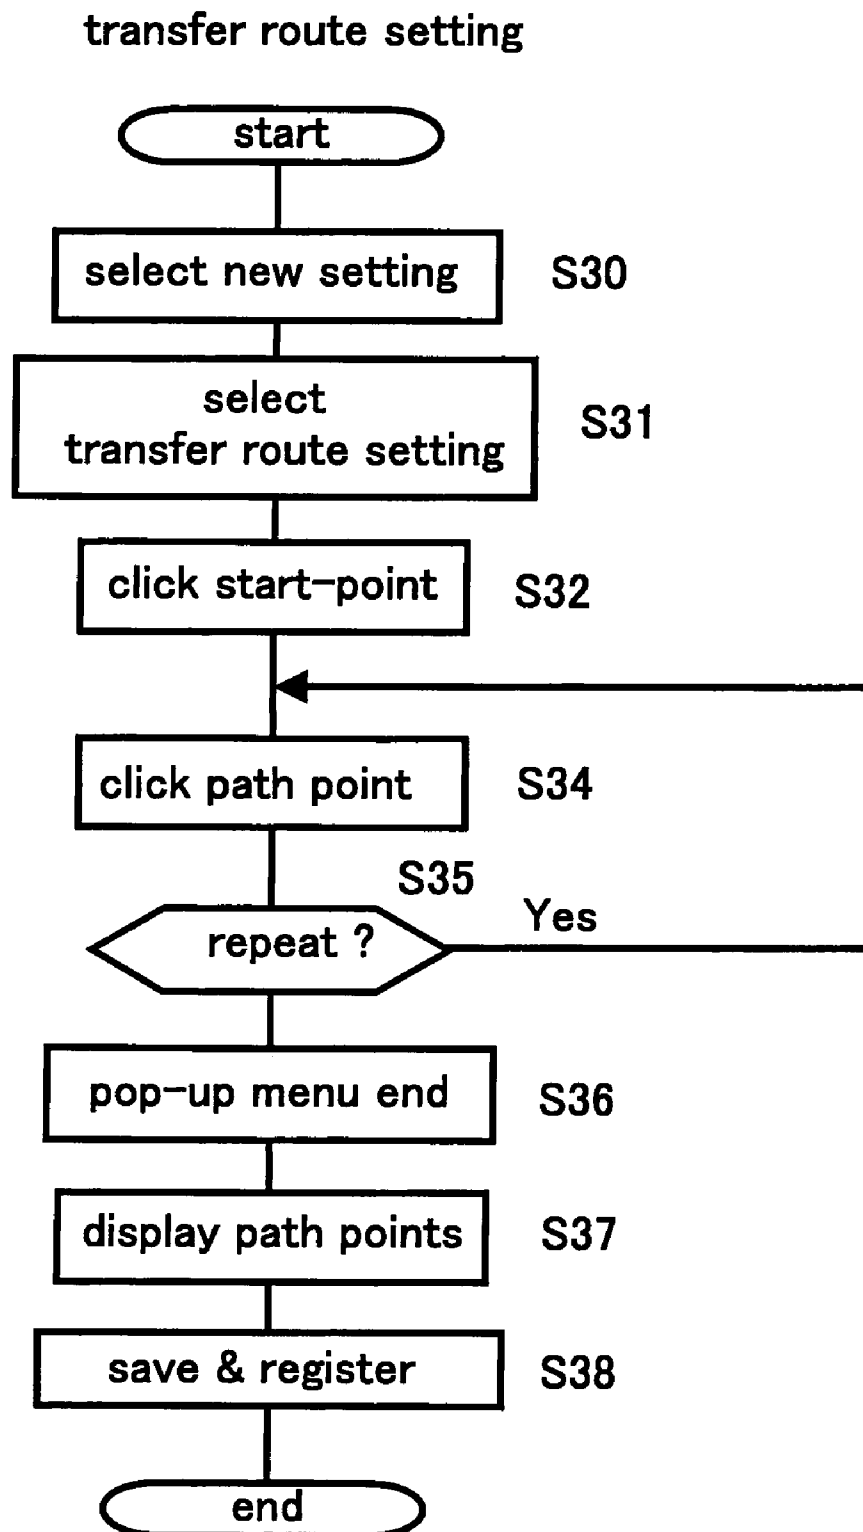 transfer route setting
start
select new setting
S30
select
transfer route setting
S31
click start-point
S32
click path point
S34
S35
repeat ?
Yes
pop-up menu end
S36
display path points
S37
save & register
S38
end